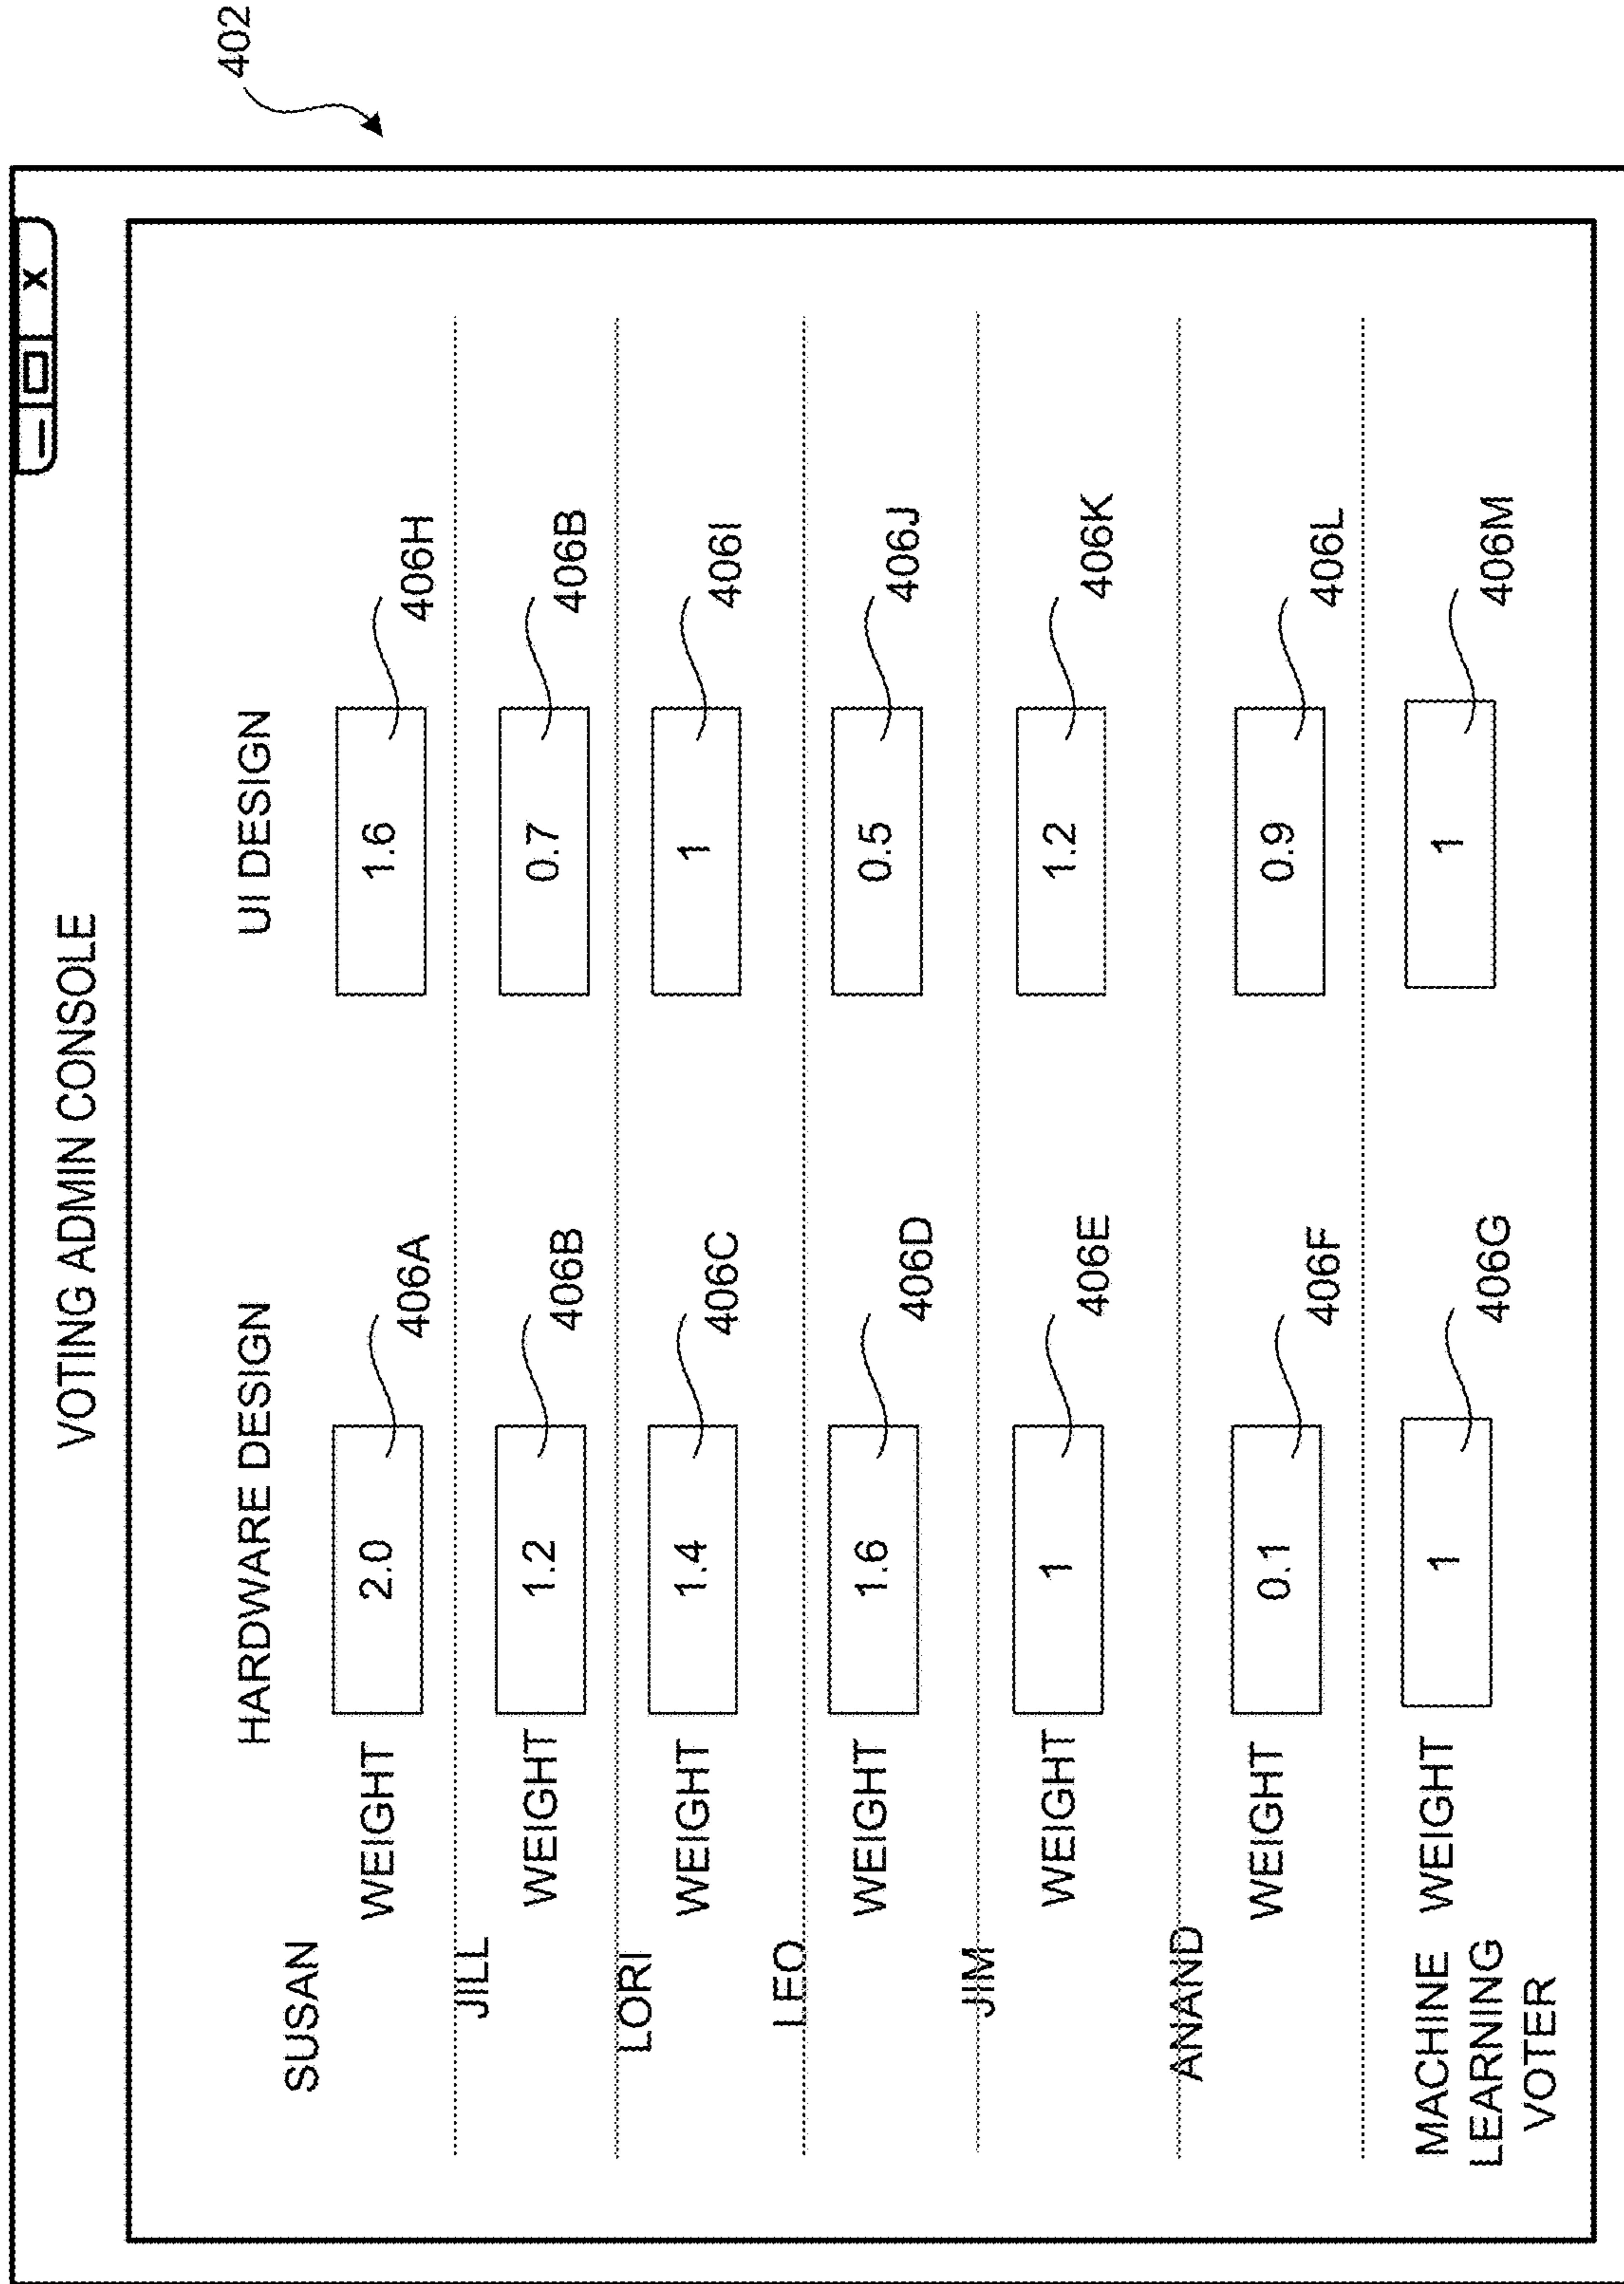 402
VOTING ADMIN CONSOLE
X
HARDWARE DESIGN UI DESIGN
SUSAN
WEIGHT 2.0 1.6
406A 406H
JILL
WEIGHT 1.2 0.7
406B 406B
LORI
WEIGHT 1.4 1
406C 406I
LEO
WEIGHT 1.6 0.5
406D 406J
JIM
WEIGHT 1 1.2
406E 406K
ANAND
WEIGHT 0.1 0.9
406F 406L
MACHINE WEIGHT 1 1
LEARNING 406G 406M
VOTER